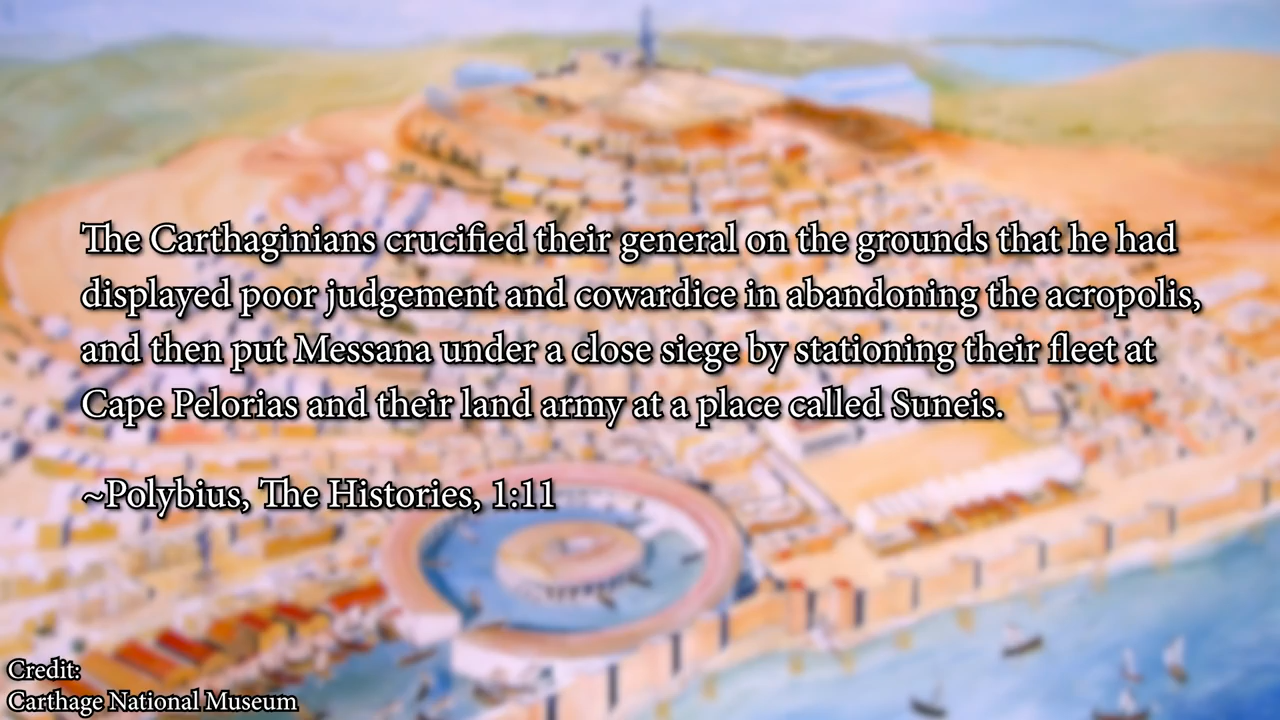 The Carthaginians crucified their general on the grounds that he had
displayed poor judgement and cowardice in abandoning the acropolis,
and then put Messana under a close siege by stationing their fleet at
Cape Pelorias and their land army at a place called Suneis.
~Polybius, The Histories, 1:11
Credit:
Carthage National Museum